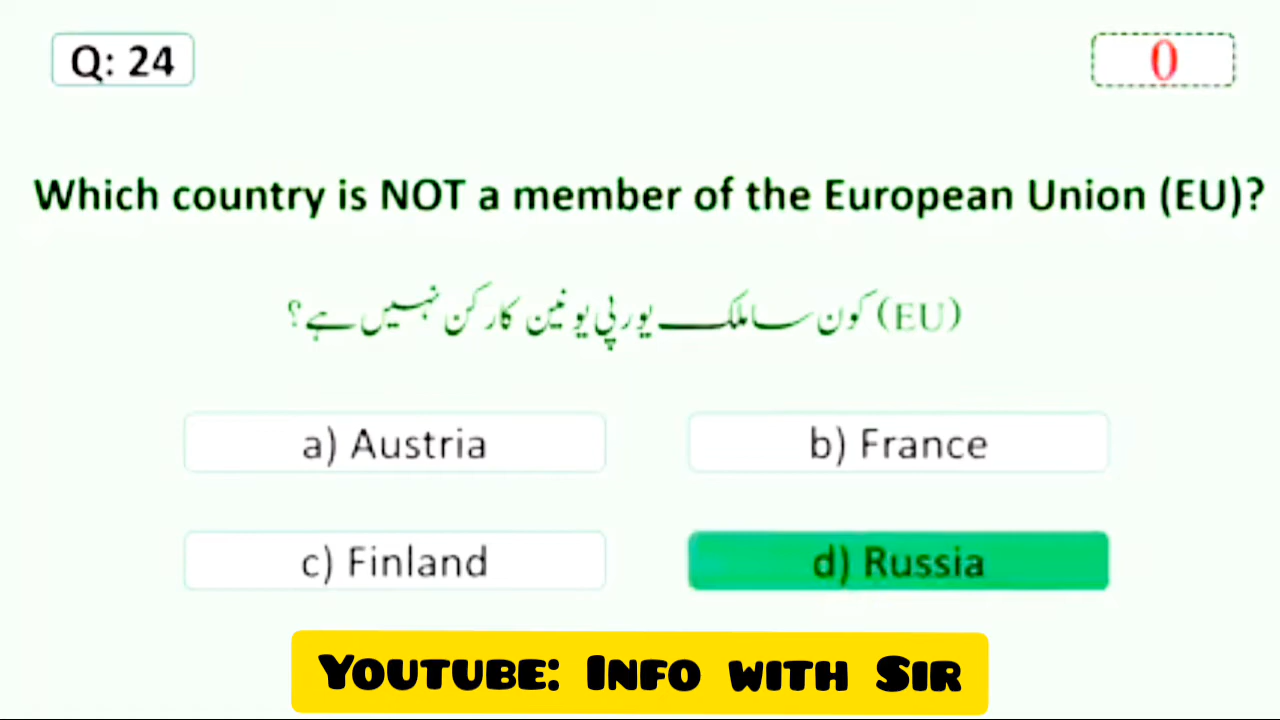 Q: 24
0
Which country is NOT a member of the European Union (EU)?
(EU) کون سا ملک یورپی یونین کا رکن نہیں ہے؟
a) Austria
b) France
c) Finland
d) Russia
YOUTUBE: INFO WITH SIR